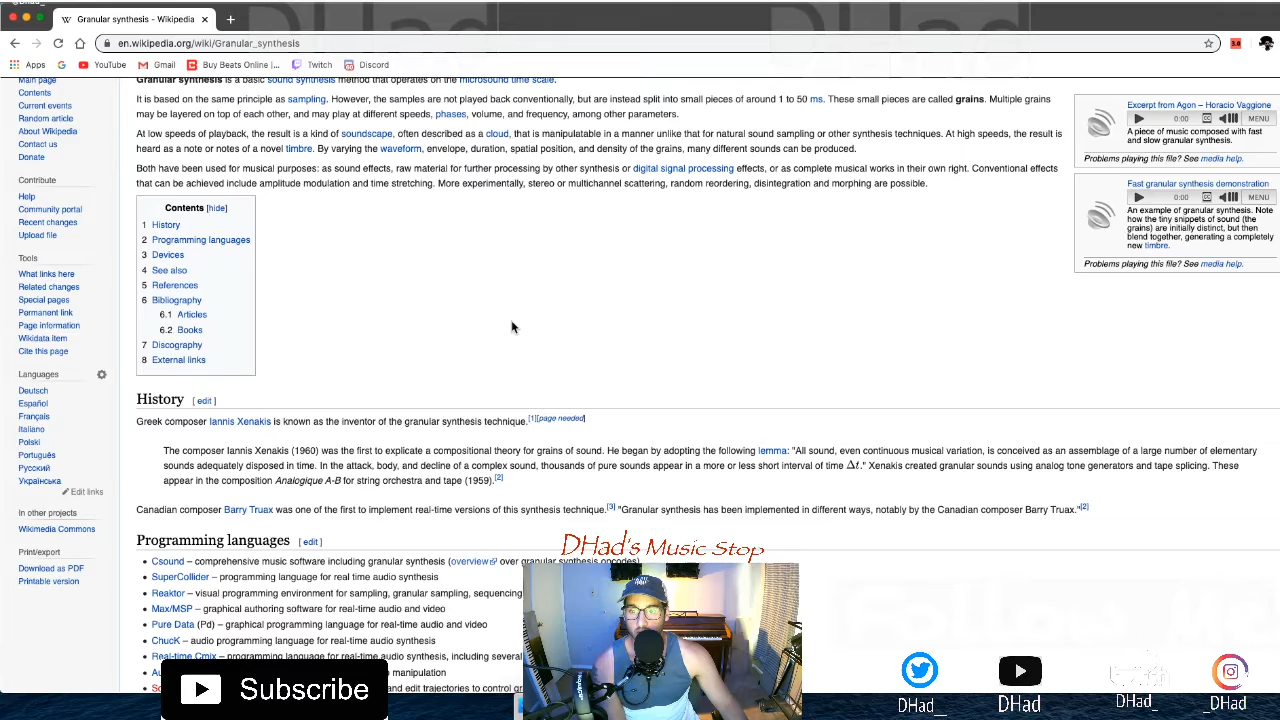 Granular synthesis - Wikipedia
en.wikipedia.org/wiki/Granular_synthesis
3.0
Apps
YouTube
Gmail
Buy Beats Online |...
Twitch
Discord
Main page
Contents
Current events
Random article
About Wikipedia
Contact us
Donate
Contribute
Help
Community portal
Recent changes
Upload file
Tools
What links here
Related changes
Special pages
Permanent link
Page information
Wikidata item
Cite this page
Languages
Deutsch
Español
Français
Italiano
Polski
Português
Русский
Українська
Edit links
In other projects
Wikimedia Commons
Print/export
Download as PDF
Printable version
Granular synthesis is a basic sound synthesis method that operates on the microsound time scale.
It is based on the same principle as sampling. However, the samples are not played back conventionally, but are instead split into small pieces of around 1 to 50 ms. These small pieces are called grains. Multiple grains
may be layered on top of each other, and may play at different speeds, phases, volume, and frequency, among other parameters.
At low speeds of playback, the result is a kind of soundscape, often described as a cloud, that is manipulatable in a manner unlike that for natural sound sampling or other synthesis techniques. At high speeds, the result is
heard as a note or notes of a novel timbre. By varying the waveform, envelope, duration, spatial position, and density of the grains, many different sounds can be produced.
Both have been used for musical purposes: as sound effects, raw material for further processing by other synthesis or digital signal processing effects, or as complete musical works in their own right. Conventional effects
that can be achieved include amplitude modulation and time stretching. More experimentally, stereo or multichannel scattering, random reordering, disintegration and morphing are possible.
Excerpt from Agon – Horacio Vaggione
0:00 MENU
A piece of music composed with fast
and slow granular synthesis.
Problems playing this file? See media help.
Fast granular synthesis demonstration
0:00 MENU
An example of granular synthesis. Note
how the tiny snippets of sound (the
grains) are initially distinct, but then
blend together, generating a completely
new timbre.
Problems playing this file? See media help.
Contents [hide]
1 History
2 Programming languages
3 Devices
4 See also
5 References
6 Bibliography
6.1 Articles
6.2 Books
7 Discography
8 External links
History [ edit ]
Greek composer Iannis Xenakis is known as the inventor of the granular synthesis technique.[1][page needed]
The composer Iannis Xenakis (1960) was the first to explicate a compositional theory for grains of sound. He began by adopting the following lemma: "All sound, even continuous musical variation, is conceived as an assemblage of a large number of elementary
sounds adequately disposed in time. In the attack, body, and decline of a complex sound, thousands of pure sounds appear in a more or less short interval of time Δt." Xenakis created granular sounds using analog tone generators and tape splicing. These
appear in the composition Analogique A-B for string orchestra and tape (1959).[2]
Canadian composer Barry Truax was one of the first to implement real-time versions of this synthesis technique.[3] "Granular synthesis has been implemented in different ways, notably by the Canadian composer Barry Truax."[2]
Programming languages [ edit ]
Csound – comprehensive music software including granular synthesis (overview over granular synthesis opcodes)
SuperCollider – programming language for real time audio synthesis
Reaktor – visual programming environment for sampling, granular sampling, sequencing
Max/MSP – graphical authoring software for real-time audio and video
Pure Data (Pd) – graphical programming language for real-time audio and video
ChucK – audio programming language for real-time audio synthesis
Real-time Cmix – programming language for real-time audio synthesis, including several
manipulation
and edit trajectories to control
DHad's Music Stop
Subscribe
DHad__
DHad
DHad_
DHad__